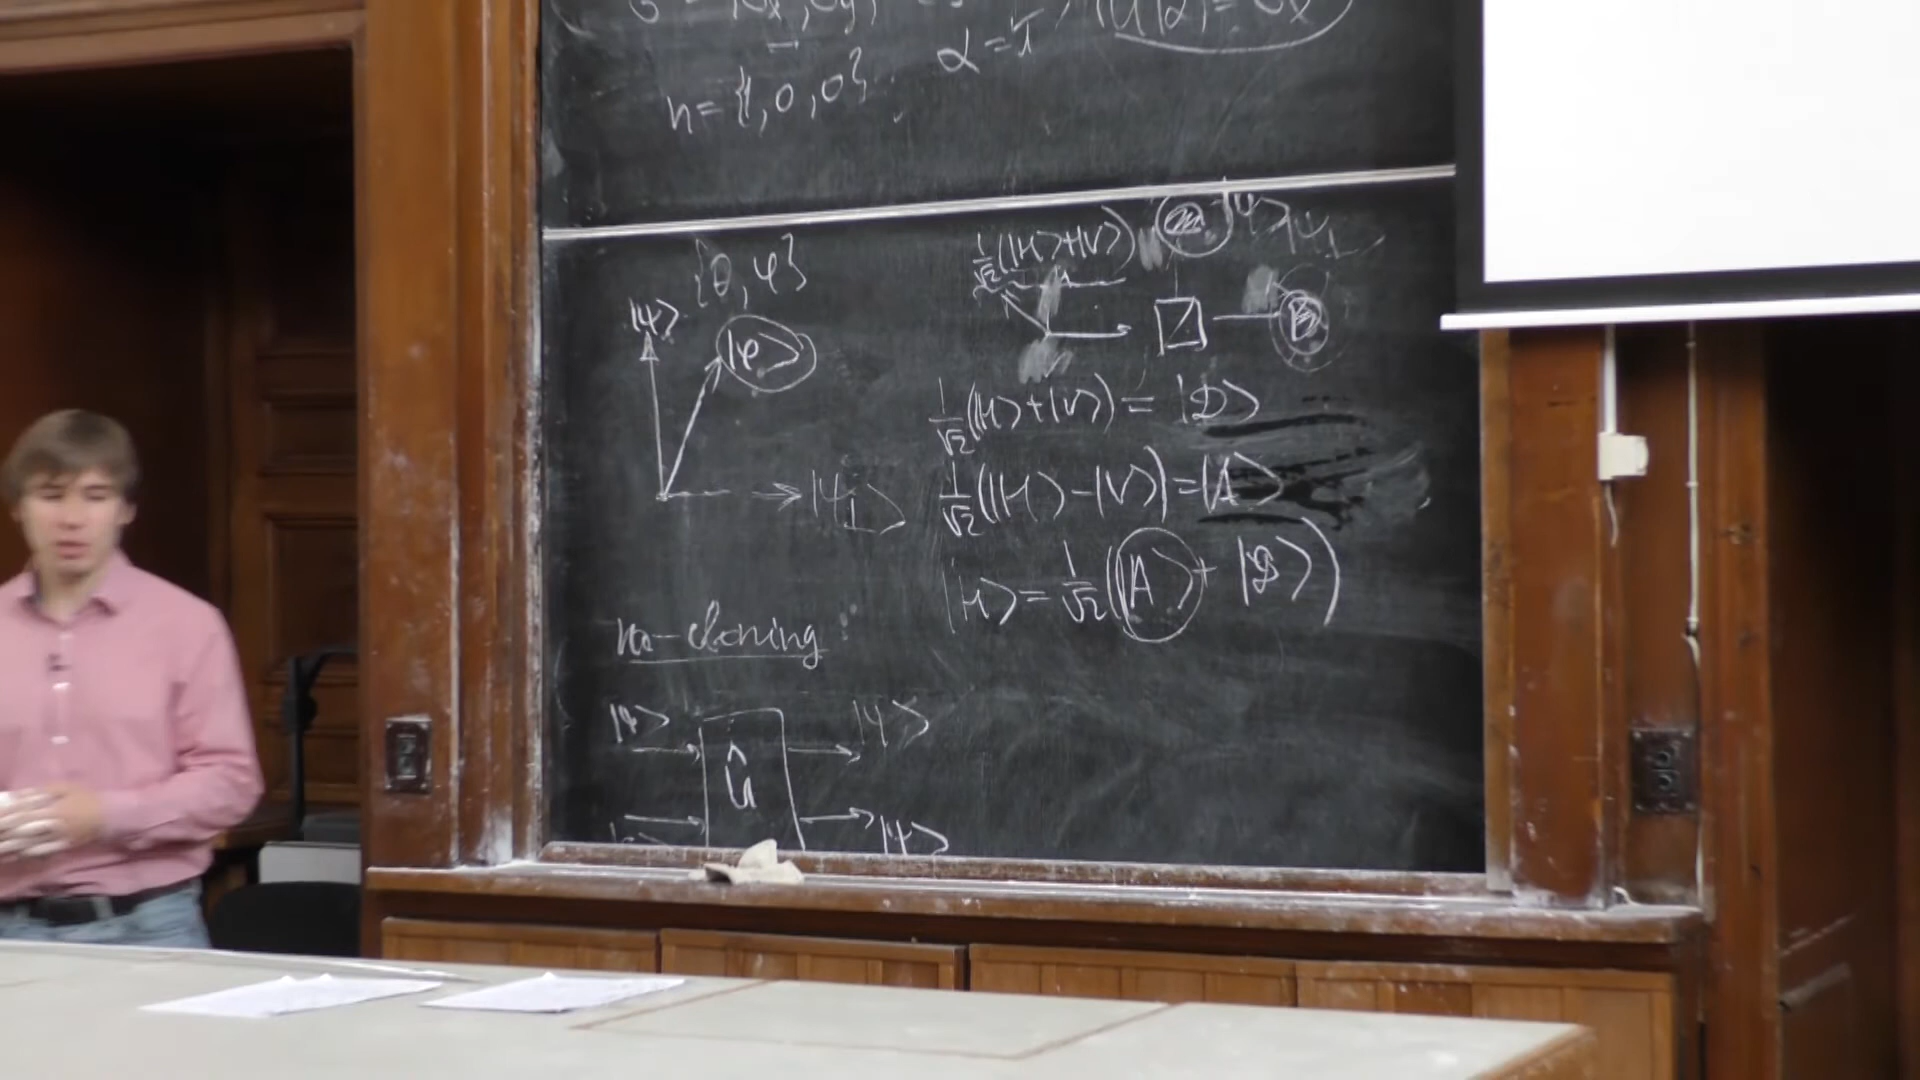 α = π
n = {1, 0, 0}
{θ, φ}
|ψ>
|φ>
|ψ⊥>
1/√2 (|H> + |V>)
|ψ>
|ψ⊥
B
1/√2 (|H> + |V>) = |D>
1/√2 (|H> - |V>) = |A>
|H> = 1/√2 (|A> + |D>)
no-cloning:
|ψ>
|ψ>
Û
|ψ>